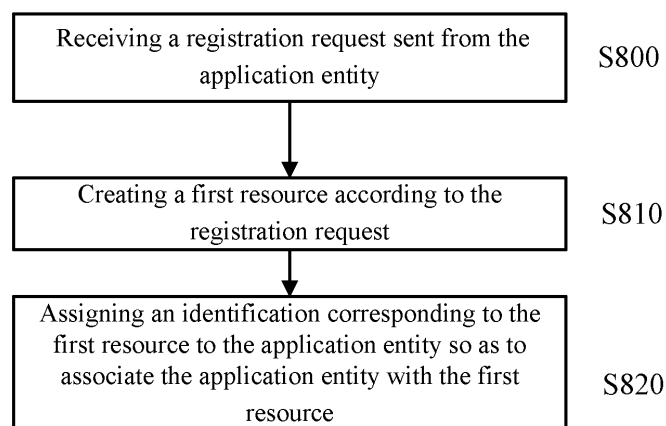 Receiving a registration request sent from the
application entity
S800
Creating a first resource according to the
registration request
S810
Assigning an identification corresponding to the
first resource to the application entity so as to
associate the application entity with the first
resource
S820